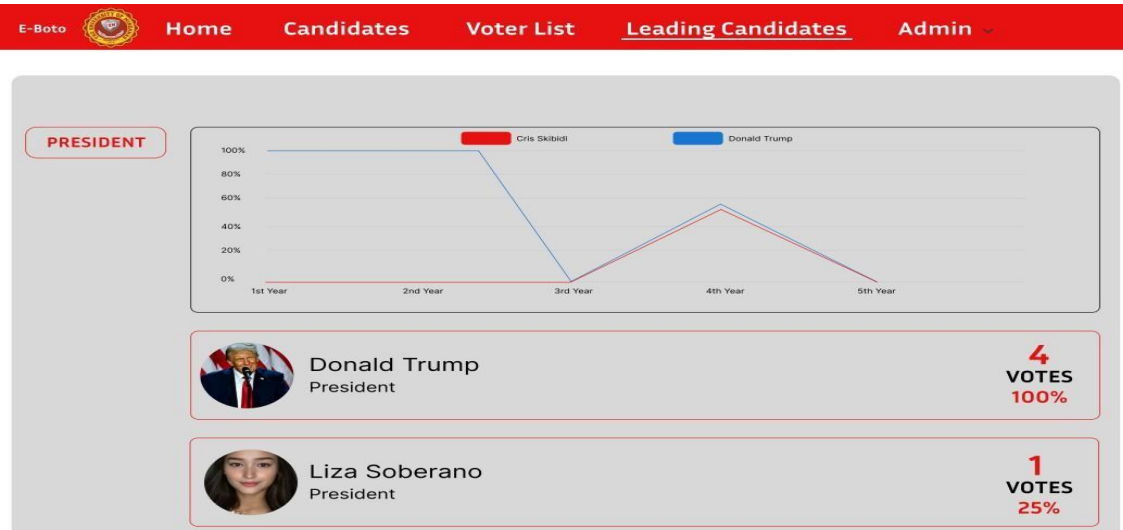 E-Boto Home Candidates Voter List Leading Candidates Admin
PRESIDENT
Cris Skibidi Donald Trump
100%
80%
60%
40%
20%
0%
1st Year 2nd Year 3rd Year 4th Year 5th Year
Donald Trump
President
4
VOTES
100%
Liza Soberano
President
1
VOTES
25%